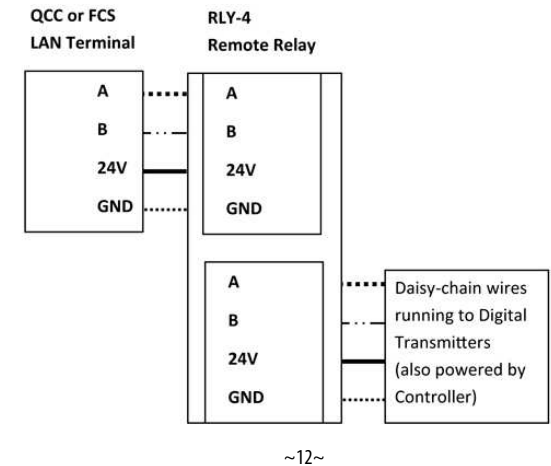 QCC or FCS
LAN Terminal
RLY-4
Remote Relay
A
B
24V
GND
A
B
24V
GND
A
B
24V
GND
Daisy-chain wires
running to Digital
Transmitters
(also powered by
Controller)
~12~